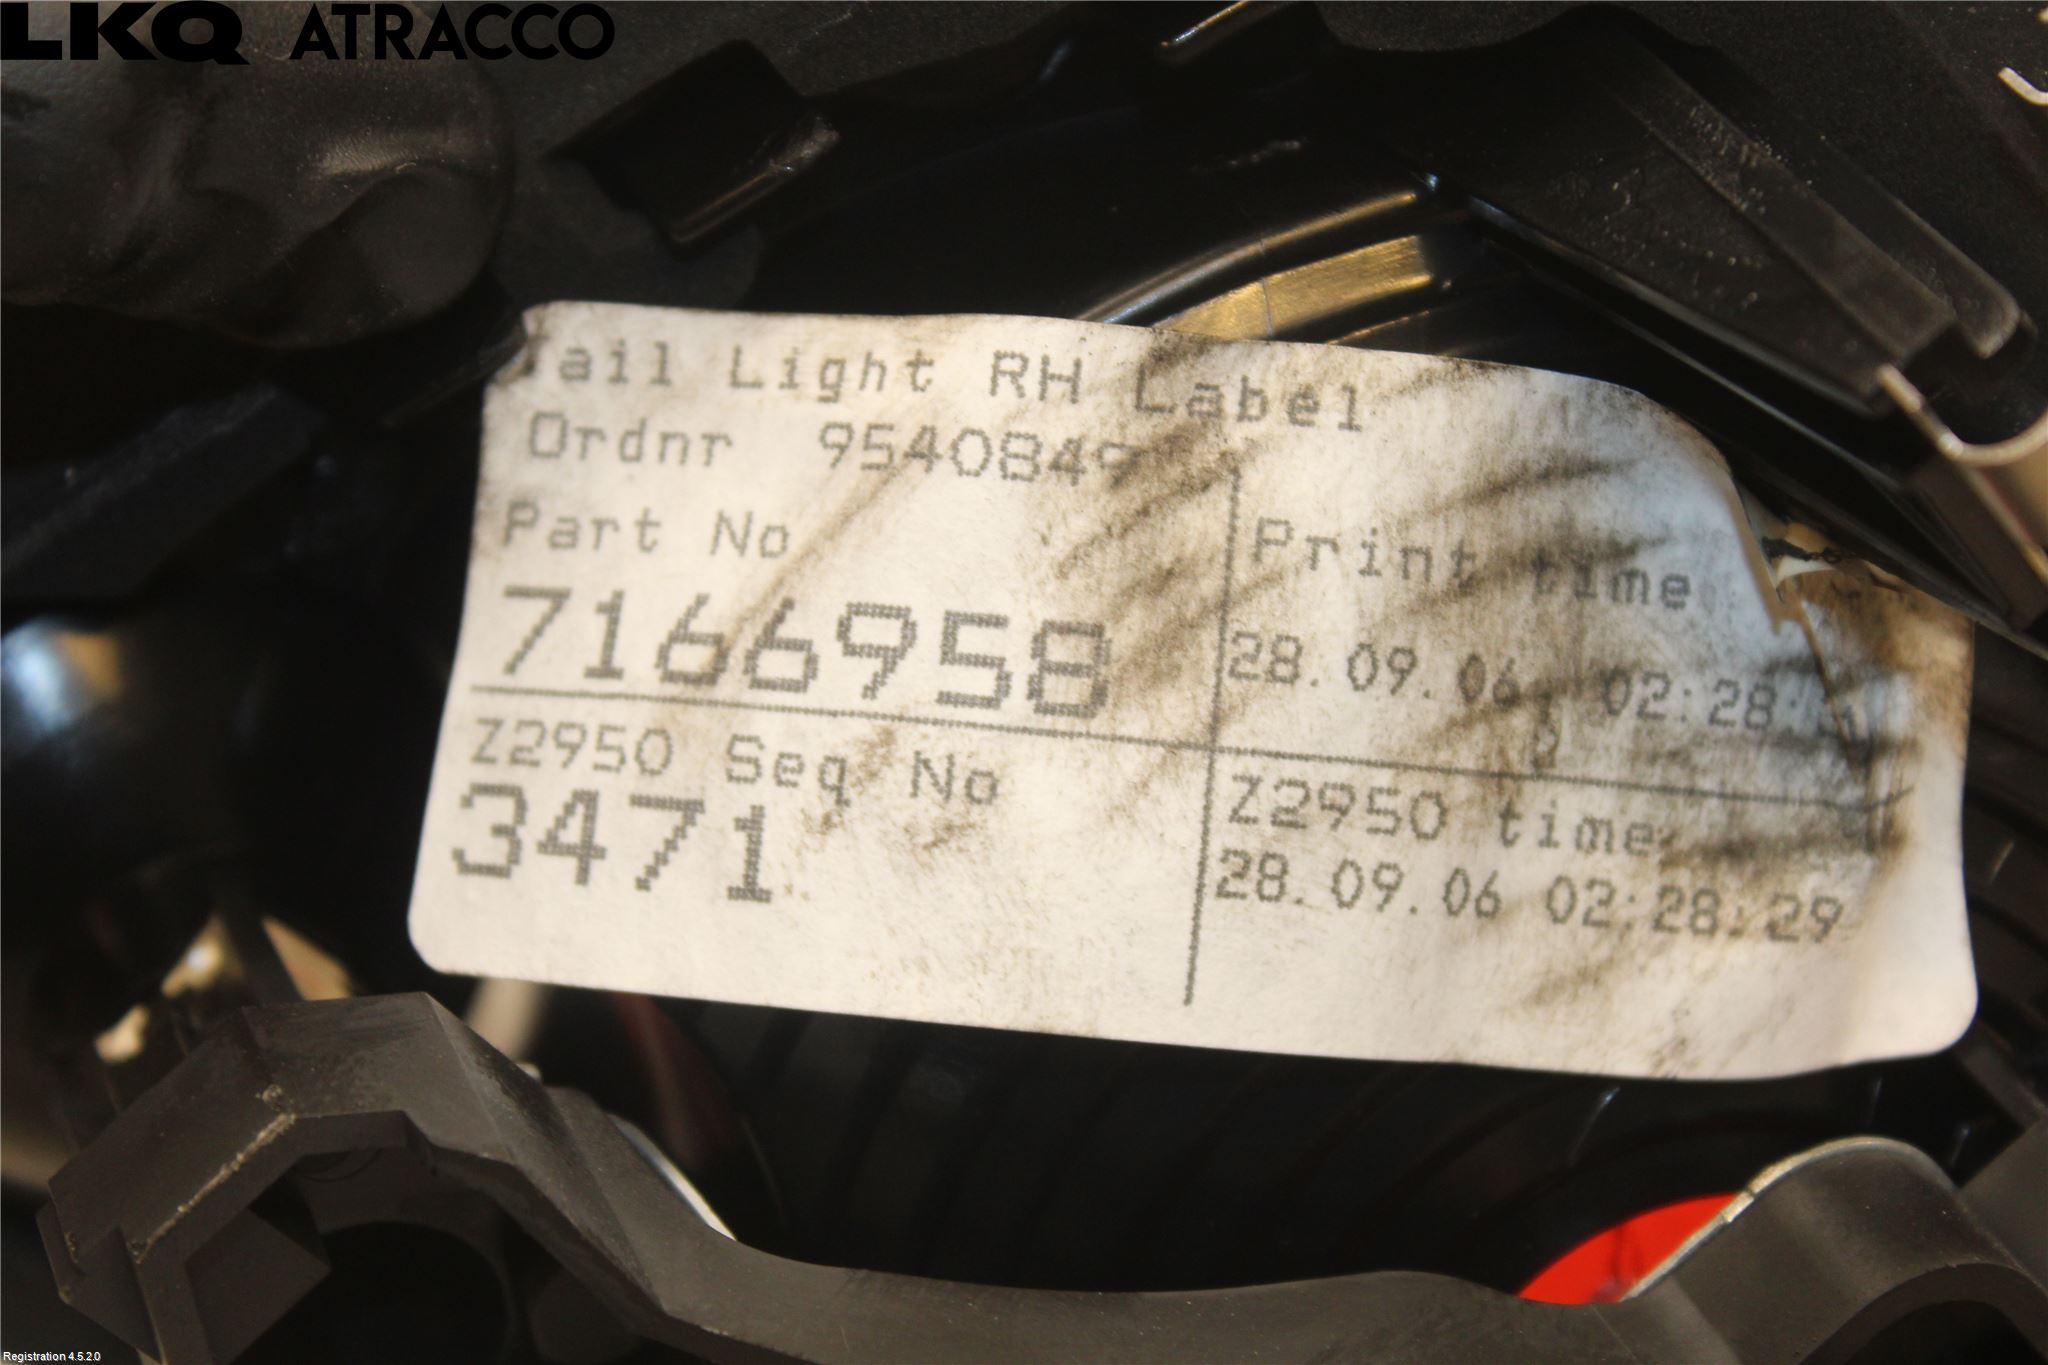 LKQ ATRACCO
Tail Light RH Label
Ordnr 9540849
Part No
7166958
Print time
28.09.06 02:28:
Z2950 Seq No
3471
Z2950 time
28.09.06 02:28:29
Registration 4.5.2.0